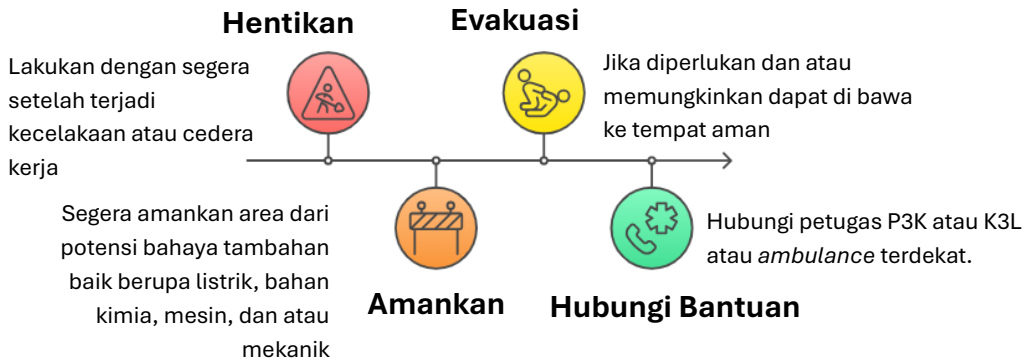 Hentikan
Lakukan dengan segera
setelah terjadi
kecelakaan atau cedera
kerja
Segera amankan area dari
potensi bahaya tambahan
baik berupa listrik, bahan
kimia, mesin, dan atau
mekanik
Amankan
Evakuasi
Jika diperlukan dan atau
memungkinkan dapat di bawa
ke tempat aman
Hubungi petugas P3K atau K3L
atau ambulance terdekat.
Hubungi Bantuan